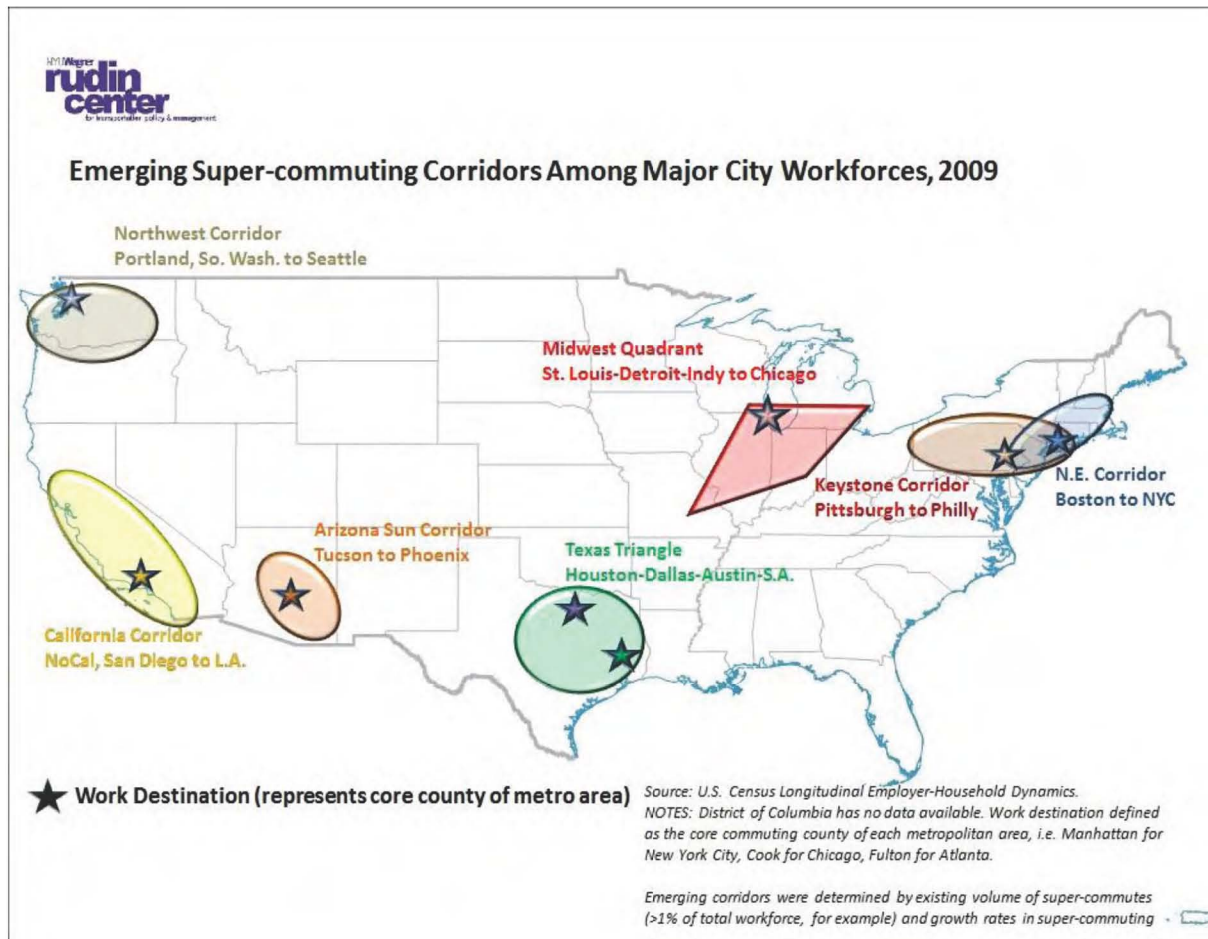 NYU Wagner
rudin
center
for transportation policy & management
Emerging Super-commuting Corridors Among Major City Workforces, 2009
Northwest Corridor
Portland, So. Wash. to Seattle
Midwest Quadrant
St. Louis-Detroit-Indy to Chicago
Keystone Corridor
Pittsburgh to Philly
N.E. Corridor
Boston to NYC
Arizona Sun Corridor
Tucson to Phoenix
Texas Triangle
Houston-Dallas-Austin-S.A.
California Corridor
NoCal, San Diego to L.A.
Work Destination (represents core county of metro area)
Source: U.S. Census Longitudinal Employer-Household Dynamics.
NOTES: District of Columbia has no data available. Work destination defined
as the core commuting county of each metropolitan area, i.e. Manhattan for
New York City, Cook for Chicago, Fulton for Atlanta.
Emerging corridors were determined by existing volume of super-commutes
(>1% of total workforce, for example) and growth rates in super-commuting